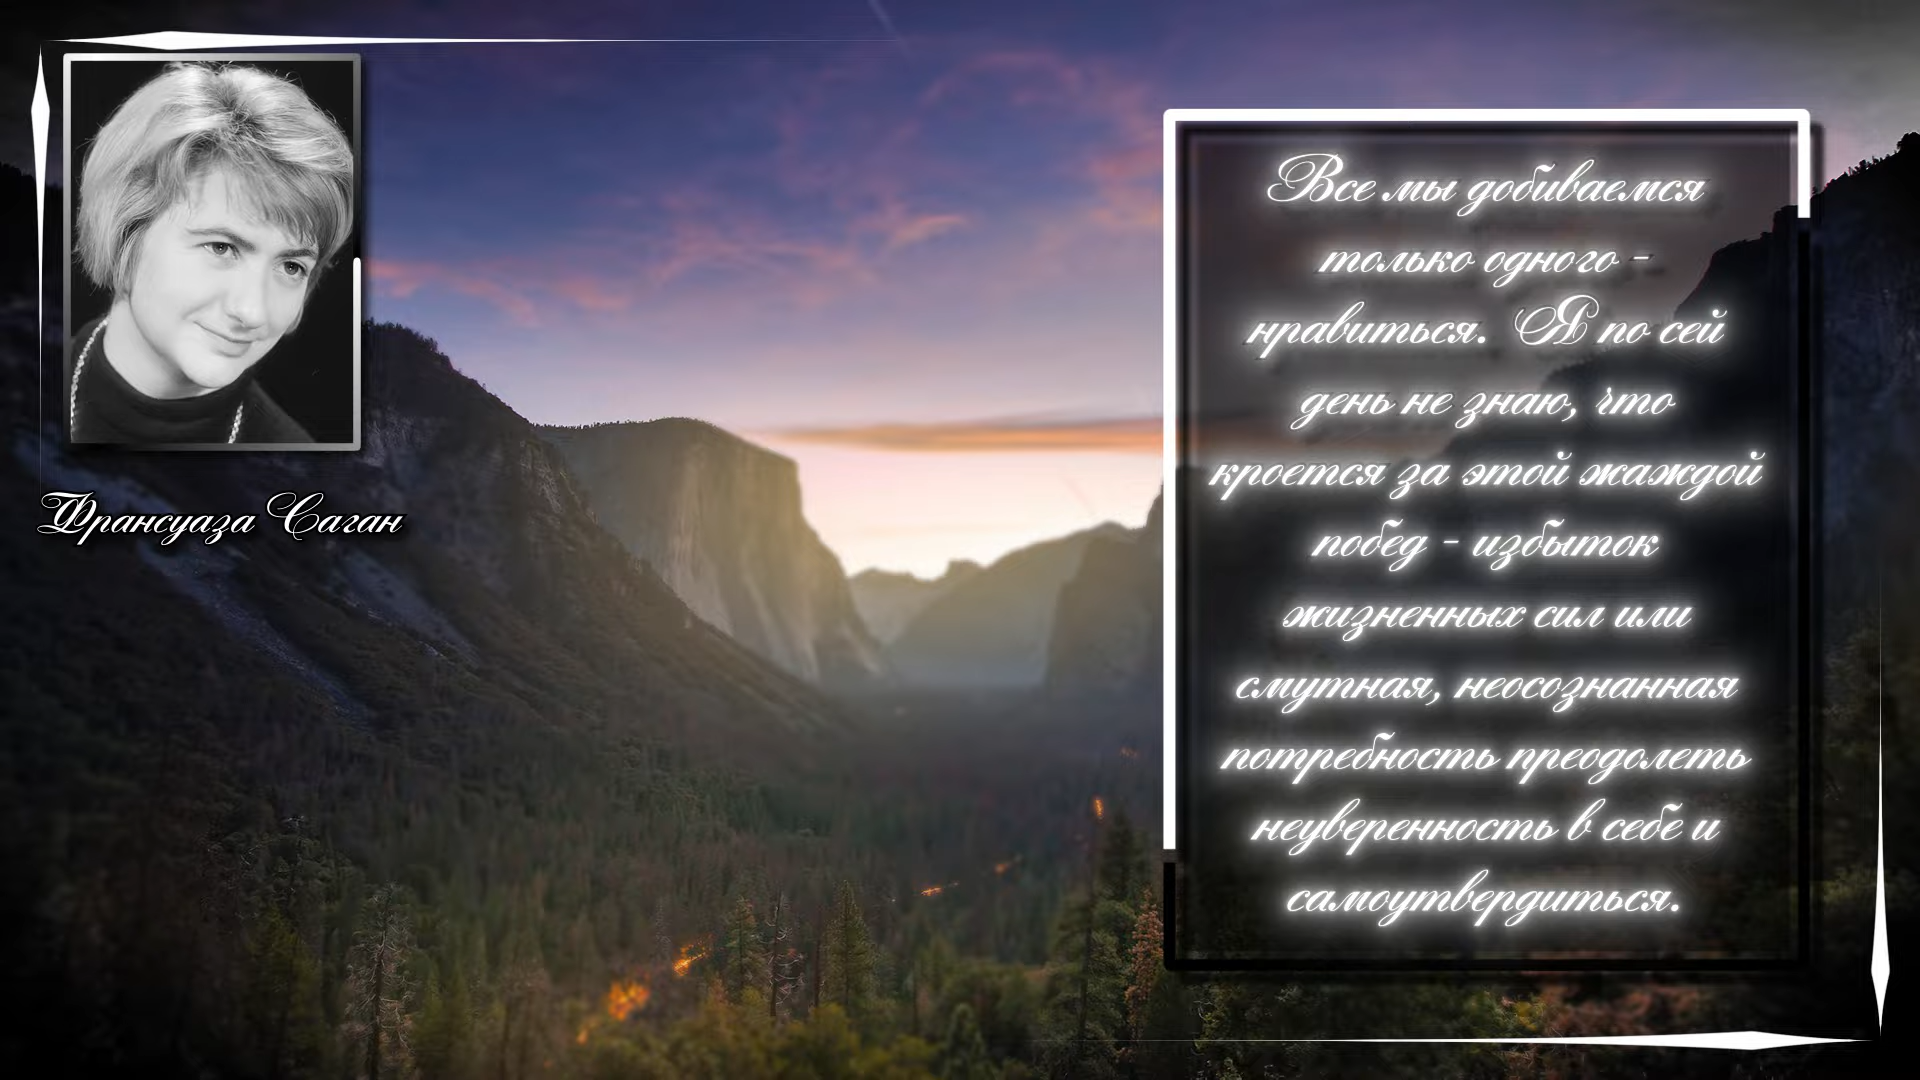 Франсуаза Саган
Все мы добиваемся
только одного -
нравиться. Я по сей
день не знаю, что
кроется за этой жаждой
побед - избыток
жизненных сил или
смутная, неосознанная
потребность преодолеть
неуверенность в себе и
самоутвердиться.